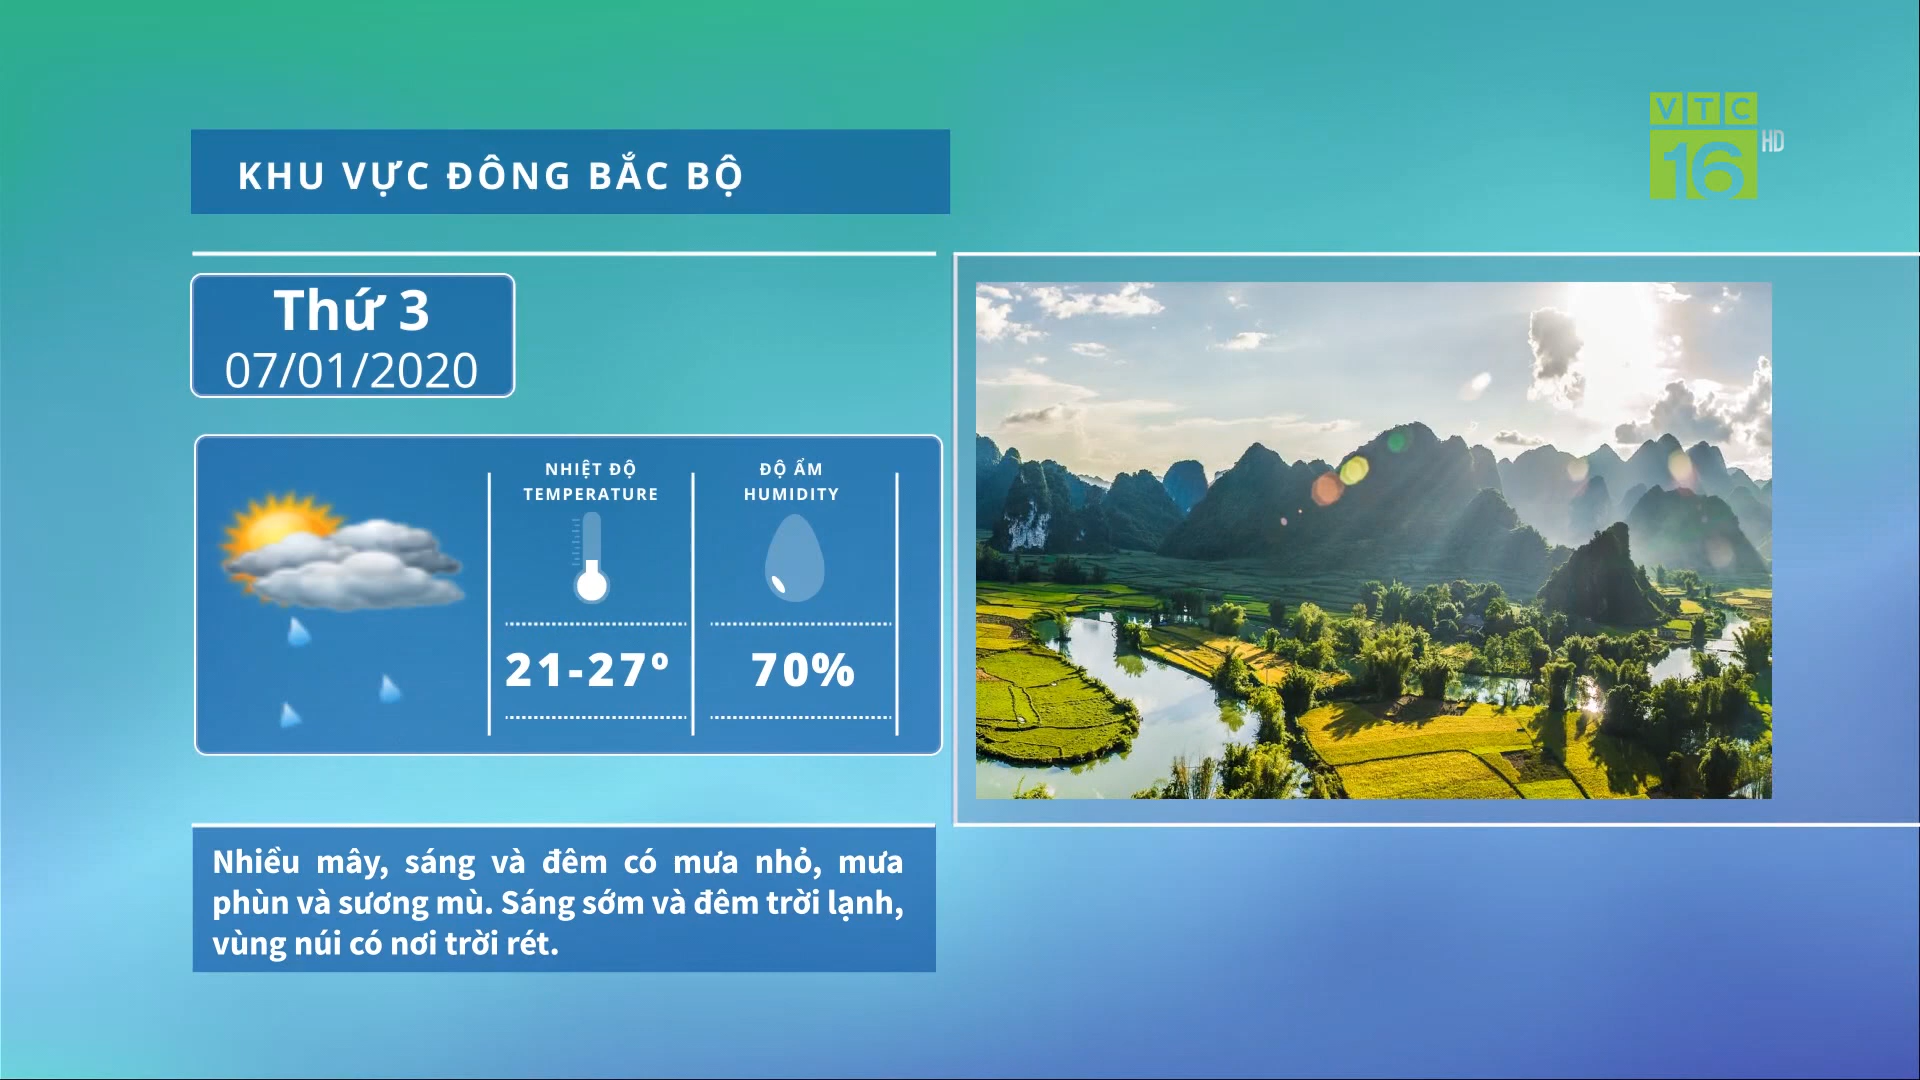 VTC
16 HD
KHU VỰC ĐÔNG BẮC BỘ
Thứ 3
07/01/2020
NHIỆT ĐỘ
TEMPERATURE
21-27º
ĐỘ ẨM
HUMIDITY
70%
Nhiều mây, sáng và đêm có mưa nhỏ, mưa
phùn và sương mù. Sáng sớm và đêm trời lạnh,
vùng núi có nơi trời rét.